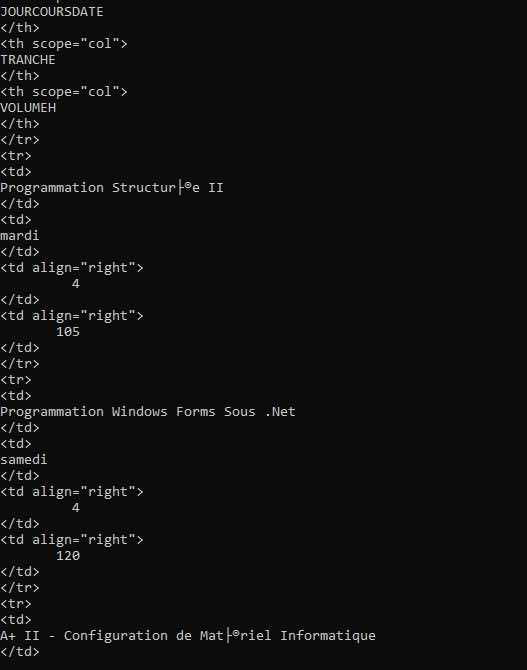 JOURCOURSDATE
</th>
<th scope="col">
TRANCHE
</th>
<th scope="col">
VOLUMEH
</th>
</tr>
<tr>
<td>
Programmation Structur├®e II
</td>
<td>
mardi
</td>
<td align="right">
4
</td>
<td align="right">
105
</td>
</tr>
<tr>
<td>
Programmation Windows Forms Sous .Net
</td>
<td>
samedi
</td>
<td align="right">
4
</td>
<td align="right">
120
</td>
</tr>
<tr>
<td>
A+ II - Configuration de Mat├®riel Informatique
</td>